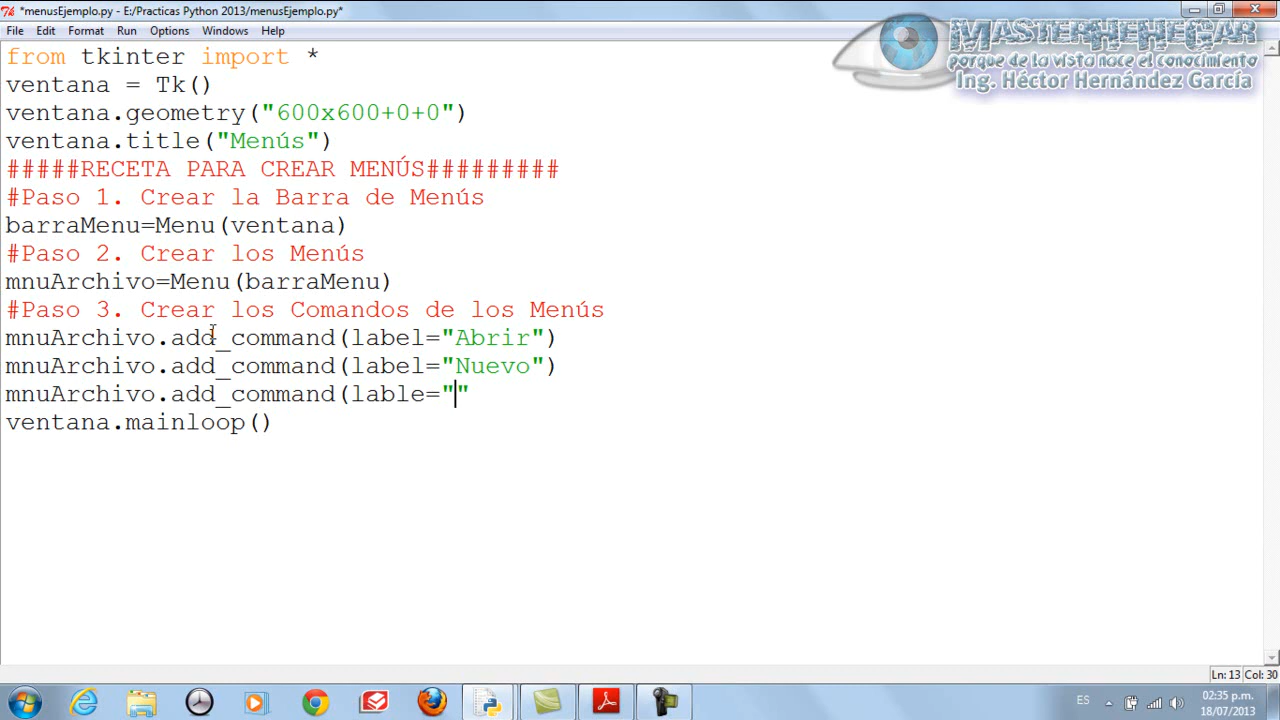 *menusEjemplo.py - E:/Practicas Python 2013/menusEjemplo.py*
File Edit Format Run Options Windows Help
MASTERHEHEGAR
porque de la vista nace el conocimiento
Ing. Héctor Hernández García
from tkinter import *
ventana = Tk()
ventana.geometry("600x600+0+0")
ventana.title("Menús")
#####RECETA PARA CREAR MENÚS#########
#Paso 1. Crear la Barra de Menús
barraMenu=Menu(ventana)
#Paso 2. Crear los Menús
mnuArchivo=Menu(barraMenu)
#Paso 3. Crear los Comandos de los Menús
mnuArchivo.add_command(label="Abrir")
mnuArchivo.add_command(label="Nuevo")
mnuArchivo.add_command(lable=""
ventana.mainloop()
Ln: 13 Col: 30
ES
02:35 p.m.
18/07/2013